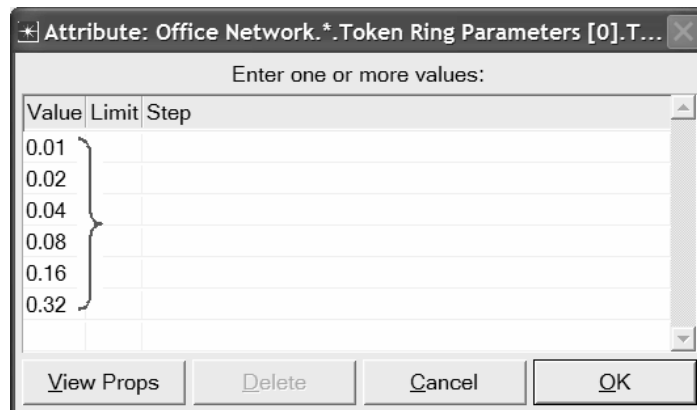 Attribute: Office Network.*.Token Ring Parameters [0].T...
Enter one or more values:
Value Limit Step
0.01
0.02
0.04
0.08
0.16
0.32
View Props Delete Cancel OK